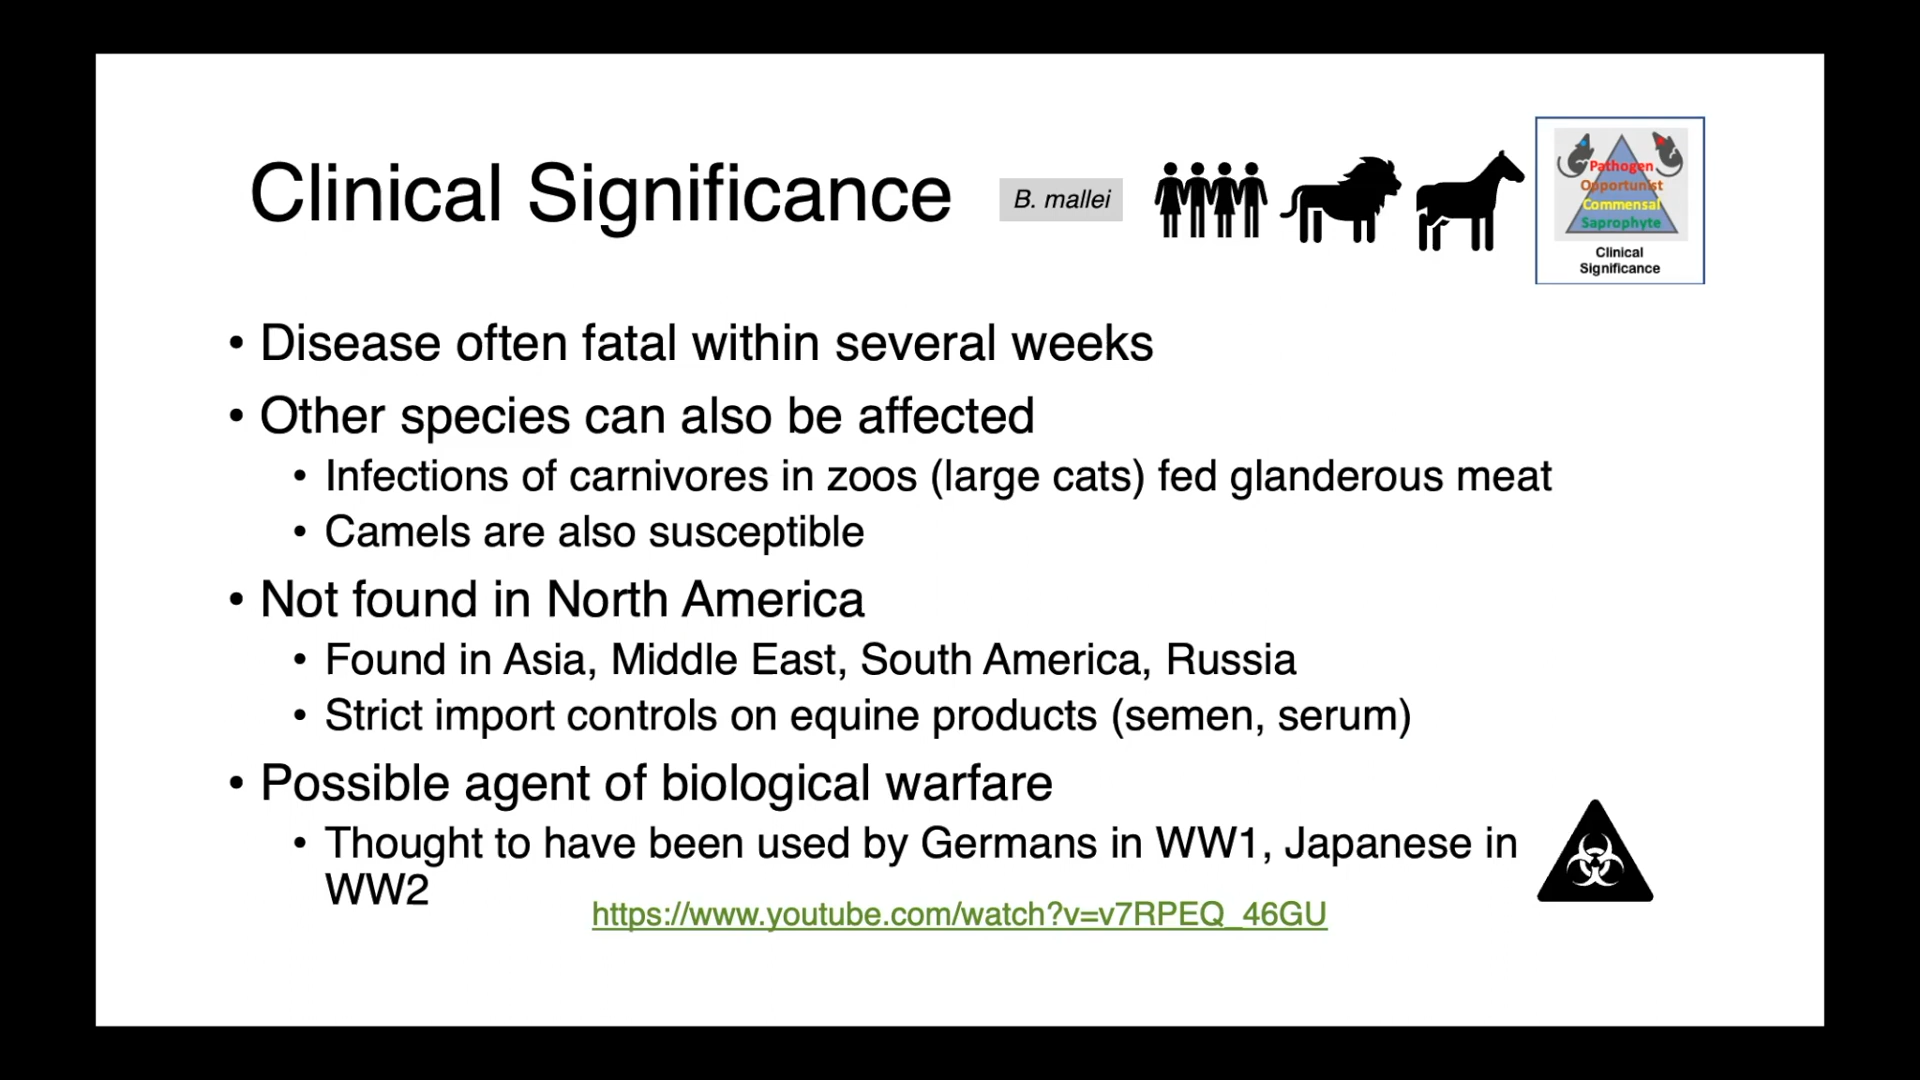 Clinical Significance
B. mallei
Pathogen
Opportunist
Commensal
Saprophyte
Clinical
Significance
• Disease often fatal within several weeks
• Other species can also be affected
• Infections of carnivores in zoos (large cats) fed glanderous meat
• Camels are also susceptible
• Not found in North America
• Found in Asia, Middle East, South America, Russia
• Strict import controls on equine products (semen, serum)
• Possible agent of biological warfare
• Thought to have been used by Germans in WW1, Japanese in
WW2
https://www.youtube.com/watch?v=v7RPEQ_46GU